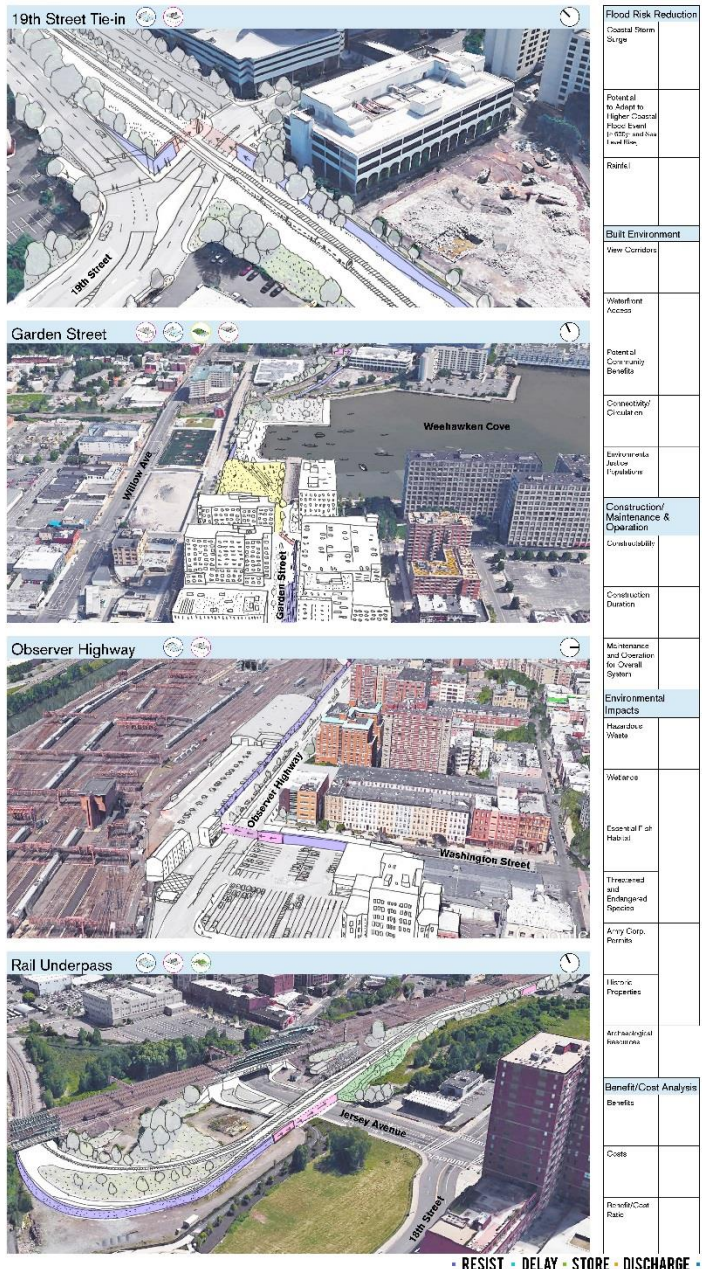 19th Street Tie-in
19th Street
Garden Street
Willow Ave
Weehawken Cove
Garden Street
Observer Highway
Observer Highway
Washington Street
Rail Underpass
Jersey Avenue
18th Street
Flood Risk Reduction
Coastal Storm
Surge
Potential
to Adapt to
Higher Coastal
Flood Event
Level Rise)
Rainfall
Built Environment
View Corridors
Waterfront
Access
Potential
Community
Benefits
Connectivity/
Circulation
Environmental
Justice
Populations
Construction/
Maintenance &
Operation
Constructability
Construction
Duration
Maintenance
and Operation
for Overall
System
Environmental
Impacts
Hazardous
Waste
Wetlands
Essential Fish
Habitat
Threatened
and
Endangered
Species
Army Corp.
Permits
Historic
Properties
Archaeological
Resources
Benefit/Cost Analysis
Benefits
Costs
Benefit/Cost
Ratio
RESIST DELAY STORE DISCHARGE